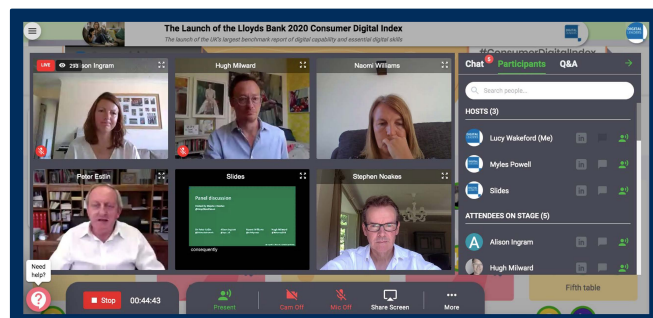 The Launch of the Lloyds Bank 2020 Consumer Digital Index
The launch of the UK's largest benchmark report of digital capability and essential digital skills
#ConsumerDigitalIndex
LIVE 293 son Ingram
Hugh Milward
Naomi Williams
Peter Estlin
Slides
Stephen Noakes
Panel discussion
consequently
Chat Participants Q&A
Search people...
HOSTS (3)
Lucy Wakeford (Me)
Myles Powell
Slides
ATTENDEES ON STAGE (5)
A Alison Ingram
Hugh Milward
Need
help?
Stop 00:44:43
Present
Cam Off
Mic Off
Share Screen
More
Fifth table